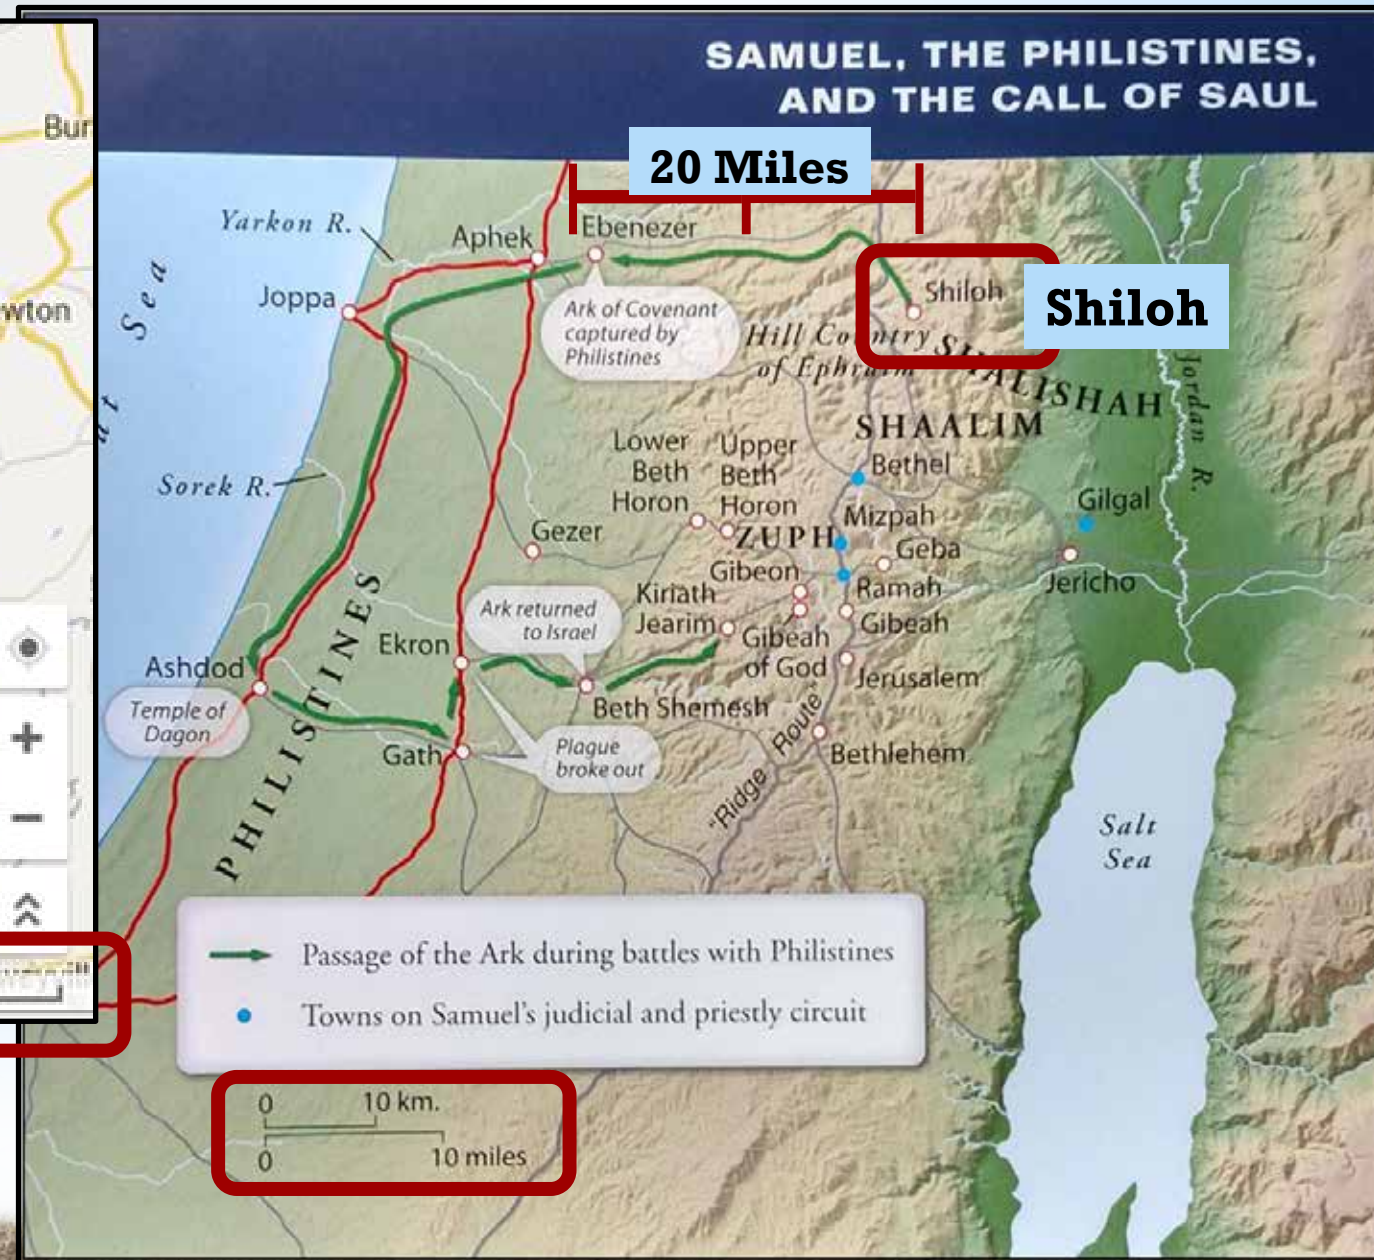 SAMUEL, THE PHILISTINES,
AND THE CALL OF SAUL
20 Miles
Bur
Yarkon R.
Aphek
Ebenezer
Sea
Joppa
wton
Ark of Covenant
captured by
Philistines
Shiloh
Shiloh
Hill Country
of Ephraim
SHALISHAH
SHAALIM
Jordan R.
Lower
Beth
Horon
Upper
Beth
Horon
Bethel
Sorek R.
Gilgal
Mizpah
Gezer
ZUPH
Geba
Gibeon
Jericho
Ramah
Kiriath
Jearim
Ark returned
to Israel
Gibeah
Gibeah
of God
Ekron
Ashdod
Jerusalem
Temple of
Dagon
Beth Shemesh
PHILISTINES
Gath
Plague
broke out
"Ridge Route"
Bethlehem
Salt
Sea
Passage of the Ark during battles with Philistines
Towns on Samuel's judicial and priestly circuit
0 10 km.
0 10 miles